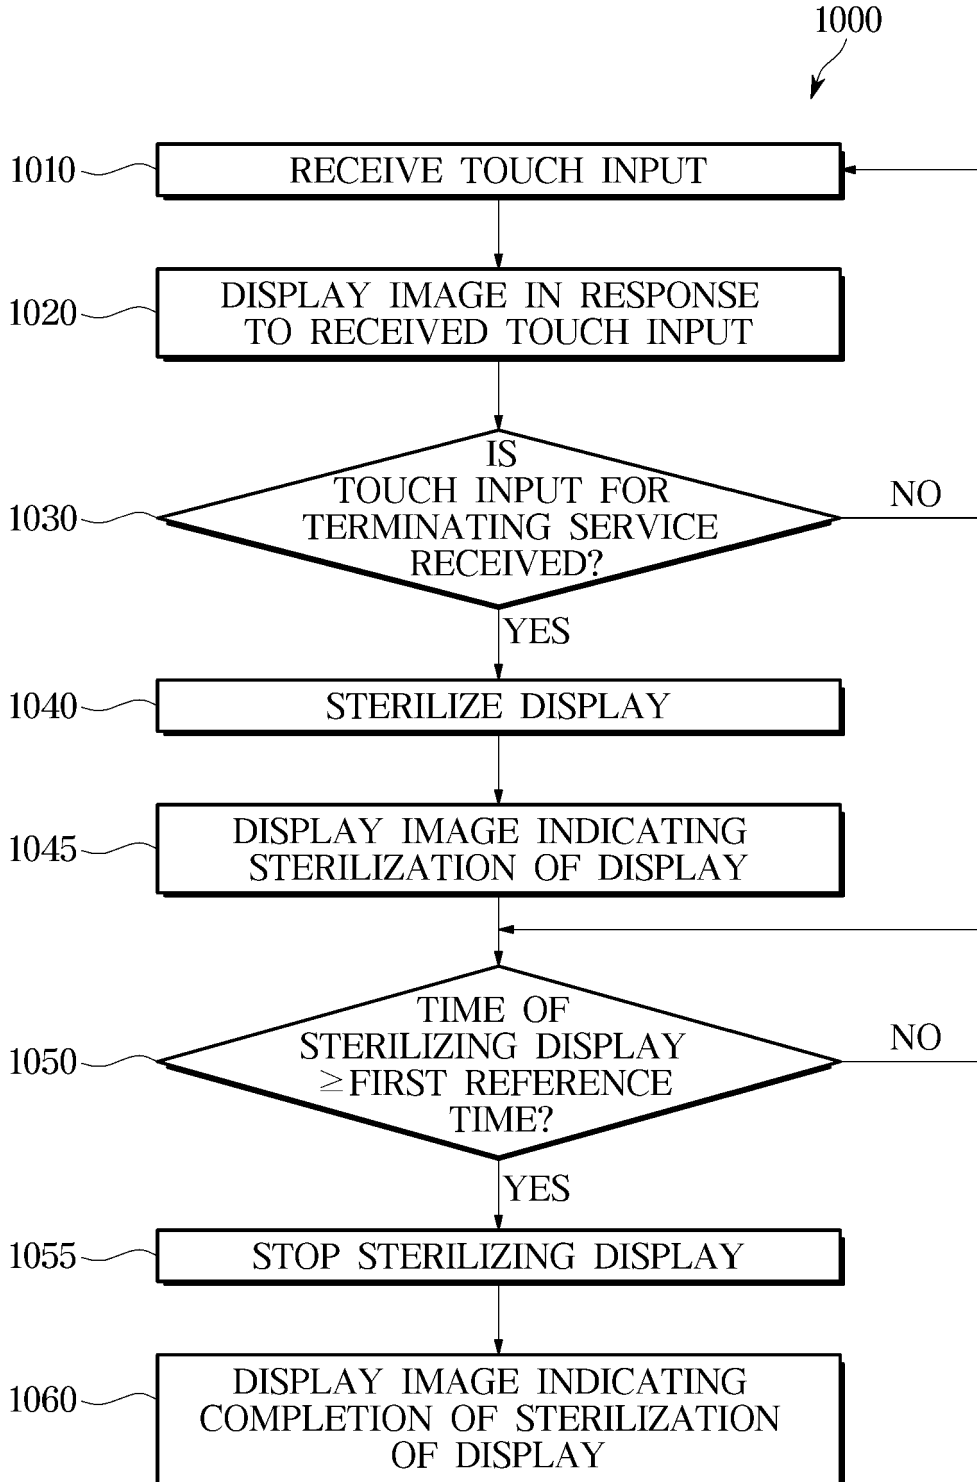 1000
1010
RECEIVE TOUCH INPUT
1020
DISPLAY IMAGE IN RESPONSE
TO RECEIVED TOUCH INPUT
1030
IS
TOUCH INPUT FOR
TERMINATING SERVICE
RECEIVED?
NO
YES
1040
STERILIZE DISPLAY
1045
DISPLAY IMAGE INDICATING
STERILIZATION OF DISPLAY
1050
TIME OF
STERILIZING DISPLAY
≥FIRST REFERENCE
TIME?
NO
YES
1055
STOP STERILIZING DISPLAY
1060
DISPLAY IMAGE INDICATING
COMPLETION OF STERILIZATION
OF DISPLAY